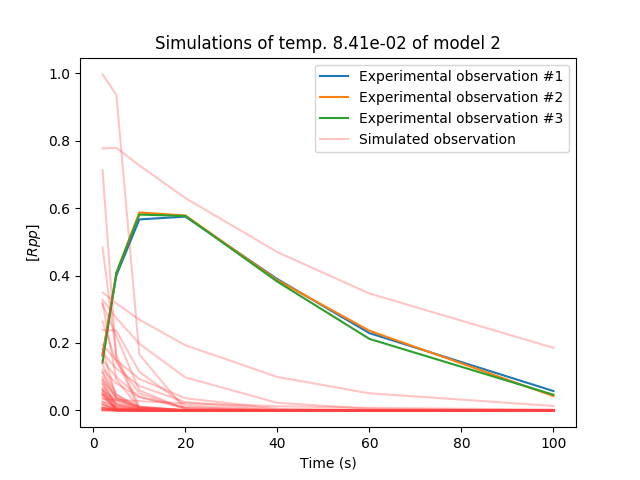 Simulations of temp. 8.41e-02 of model 2
Experimental observation #1
Experimental observation #2
Experimental observation #3
Simulated observation
1.0
0.8
0.6
0.4
0.2
0.0
[Rpp]
0 20 40 60 80 100
Time (s)